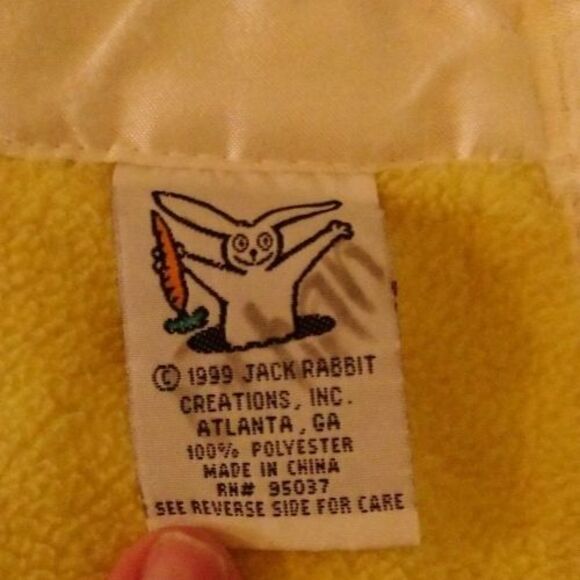 © 1999 JACK RABBIT
CREATIONS, INC.
ATLANTA, GA
100% POLYESTER
MADE IN CHINA
RN# 95037
SEE REVERSE SIDE FOR CARE